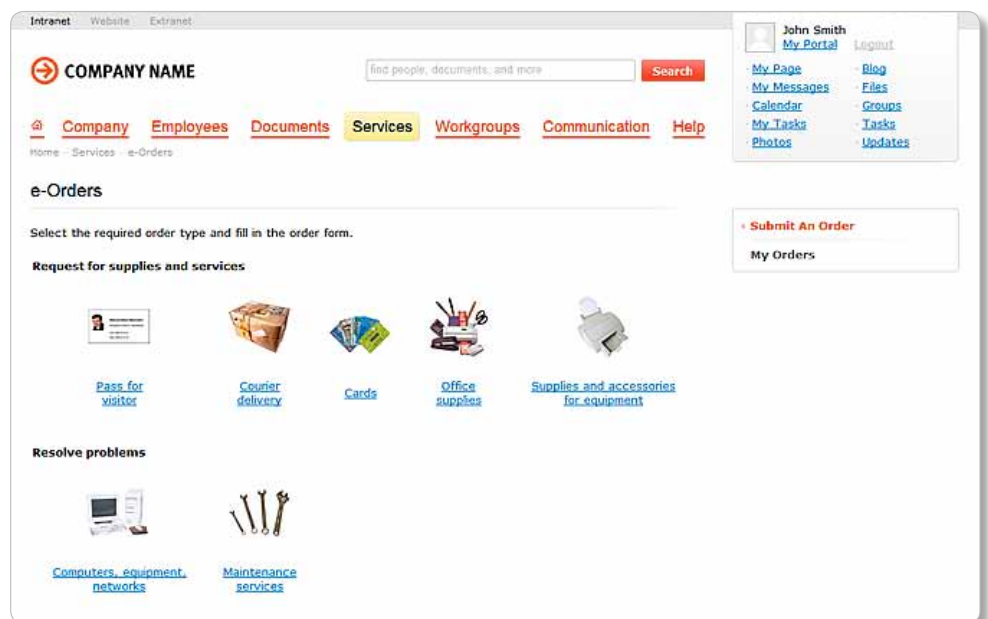 Intranet Website Extranet
John Smith
My Portal Logout
COMPANY NAME
find people, documents, and more Search
My Page Blog
My Messages Files
Calendar Groups
My Tasks Tasks
Photos Updates
Company Employees Documents Services Workgroups Communication Help
Home Services e-Orders
e-Orders
Submit An Order
My Orders
Select the required order type and fill in the order form.
Request for supplies and services
Pass for
visitor
Courier
delivery
Cards
Office
supplies
Supplies and accessories
for equipment
Resolve problems
Computers, equipment,
networks
Maintenance
services